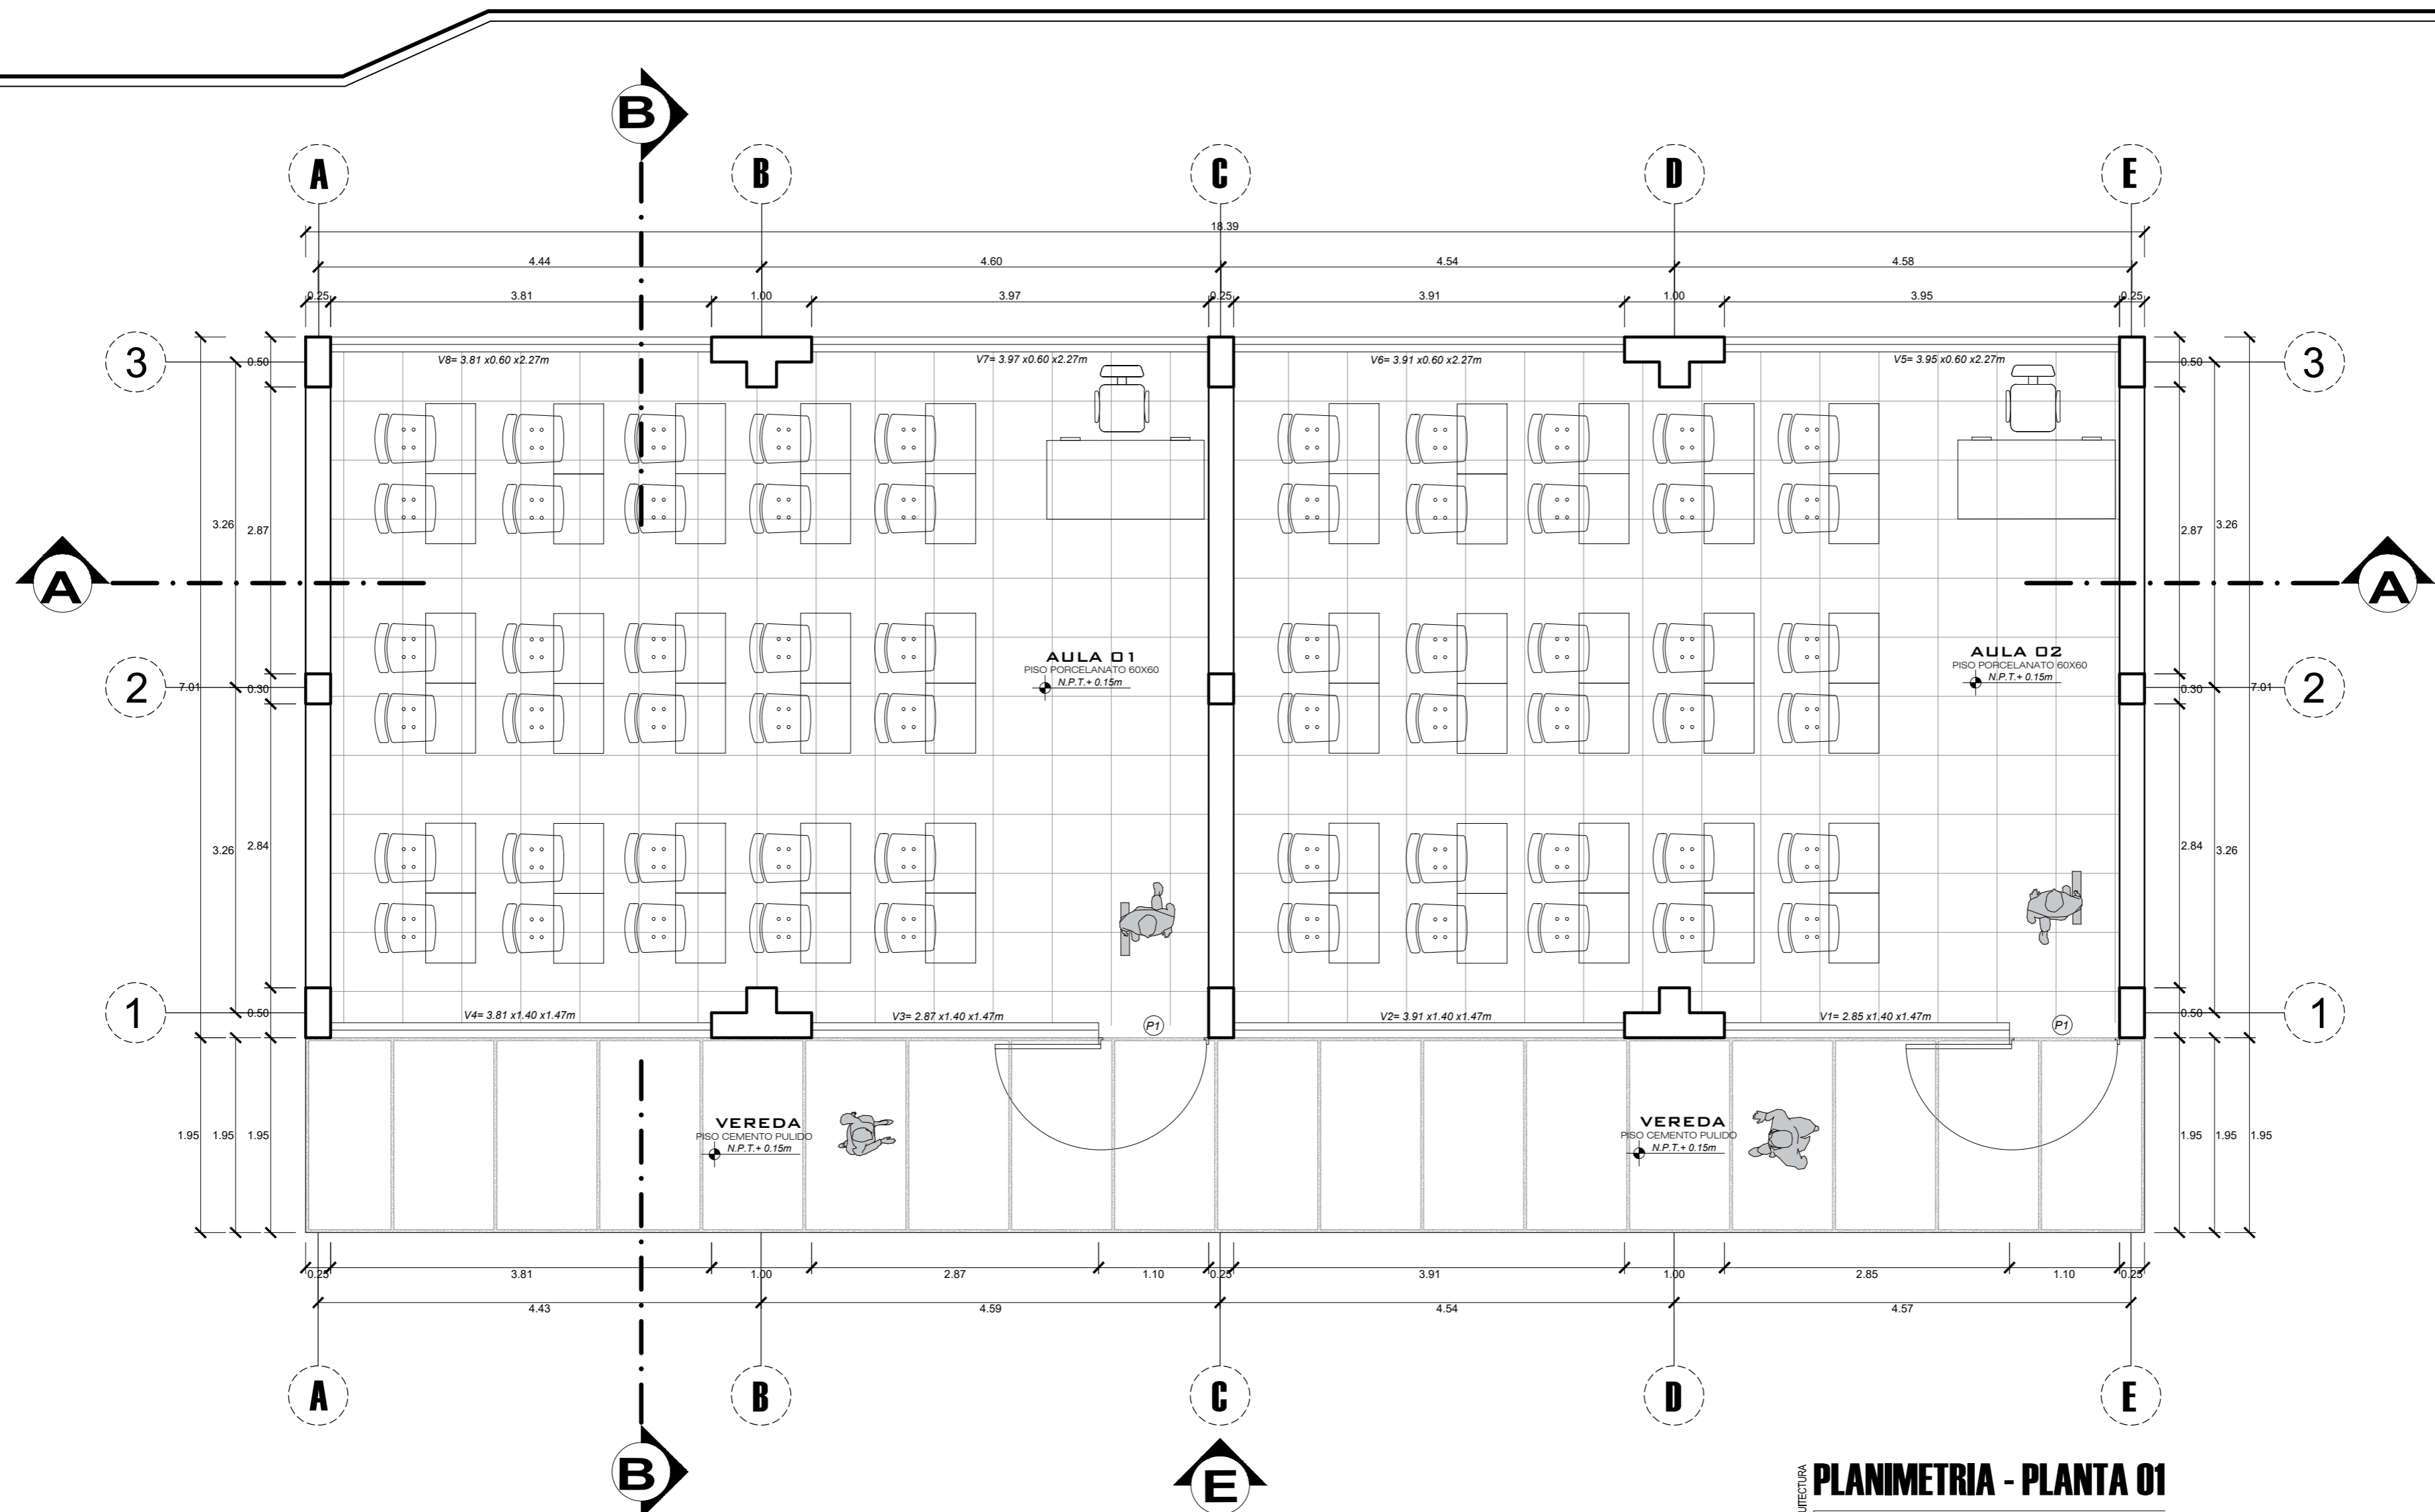 B
A B C D E
18.39
4.44 4.60 4.54 4.58
0.25 3.81 1.00 3.97 0.25 3.91 1.00 3.95 0.25
V8= 3.81 x0.60 x2.27m V7= 3.97 x0.60 x2.27m V6= 3.91 x0.60 x2.27m V5= 3.95 x0.60 x2.27m
3 0.50 0.50 3
3.26 2.87 2.87 3.26
A A
AULA 01 AULA 02
PISO PORCELANATO 60X60 PISO PORCELANATO 60X60
N.P.T.+ 0.15m N.P.T.+ 0.15m
2 7.01 0.30 0.30 7.01 2
3.26 2.84 2.84 3.26
1 0.50 0.50 1
V4= 3.81 x1.40 x1.47m V3= 2.87 x1.40 x1.47m P1 V2= 3.91 x1.40 x1.47m V1= 2.85 x1.40 x1.47m P1
VEREDA VEREDA
PISO CEMENTO PULIDO PISO CEMENTO PULIDO
N.P.T.+ 0.15m N.P.T.+ 0.15m
1.95 1.95 1.95 1.95 1.95 1.95
0.25 3.81 1.00 2.87 1.10 0.25 3.91 1.00 2.85 1.10 0.25
4.43 4.59 4.54 4.57
A B C D E
B E
PLANIMETRIA - PLANTA 01